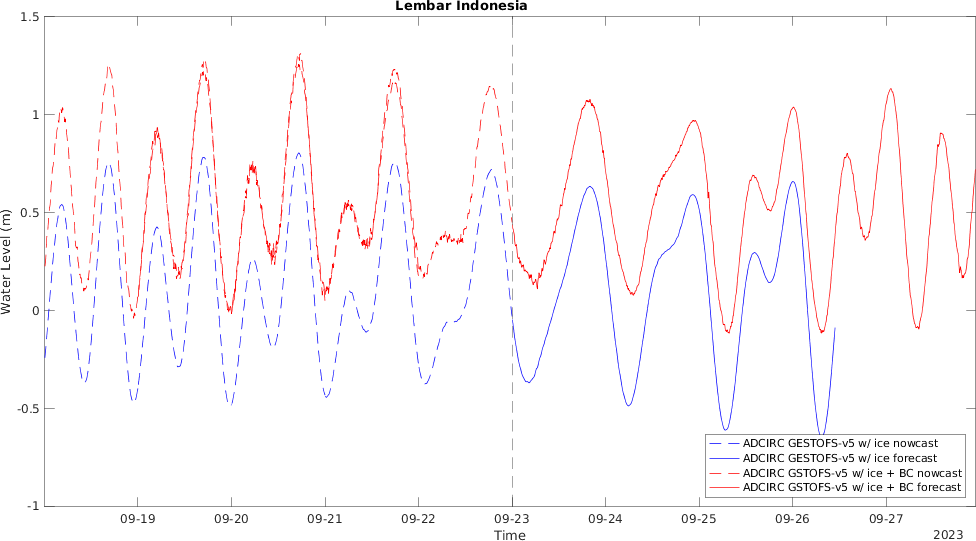 Lembar Indonesia
1.5
1
0.5
0
-0.5
-1
Water Level (m)
09-19
09-20
09-21
09-22
09-23
09-24
09-25
09-26
09-27
Time
2023
ADCIRC GESTOFS-v5 w/ ice nowcast
ADCIRC GESTOFS-v5 w/ ice forecast
ADCIRC GSTOFS-v5 w/ ice + BC nowcast
ADCIRC GSTOFS-v5 w/ ice + BC forecast